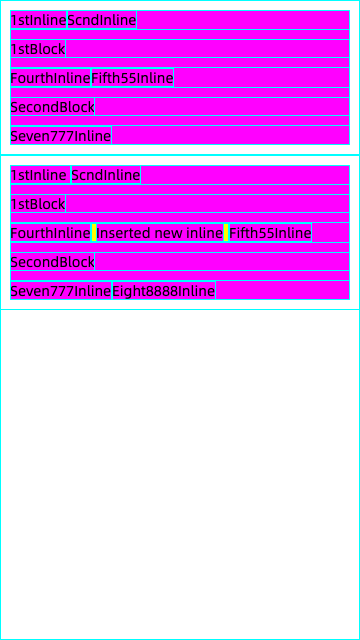 1stInlineScndInline
1stBlock
FourthInlineFifth55Inline
SecondBlock
Seven777Inline
1stInline ScndInline
1stBlock
FourthInline Inserted new inline Fifth55Inline
SecondBlock
Seven777InlineEight8888Inline